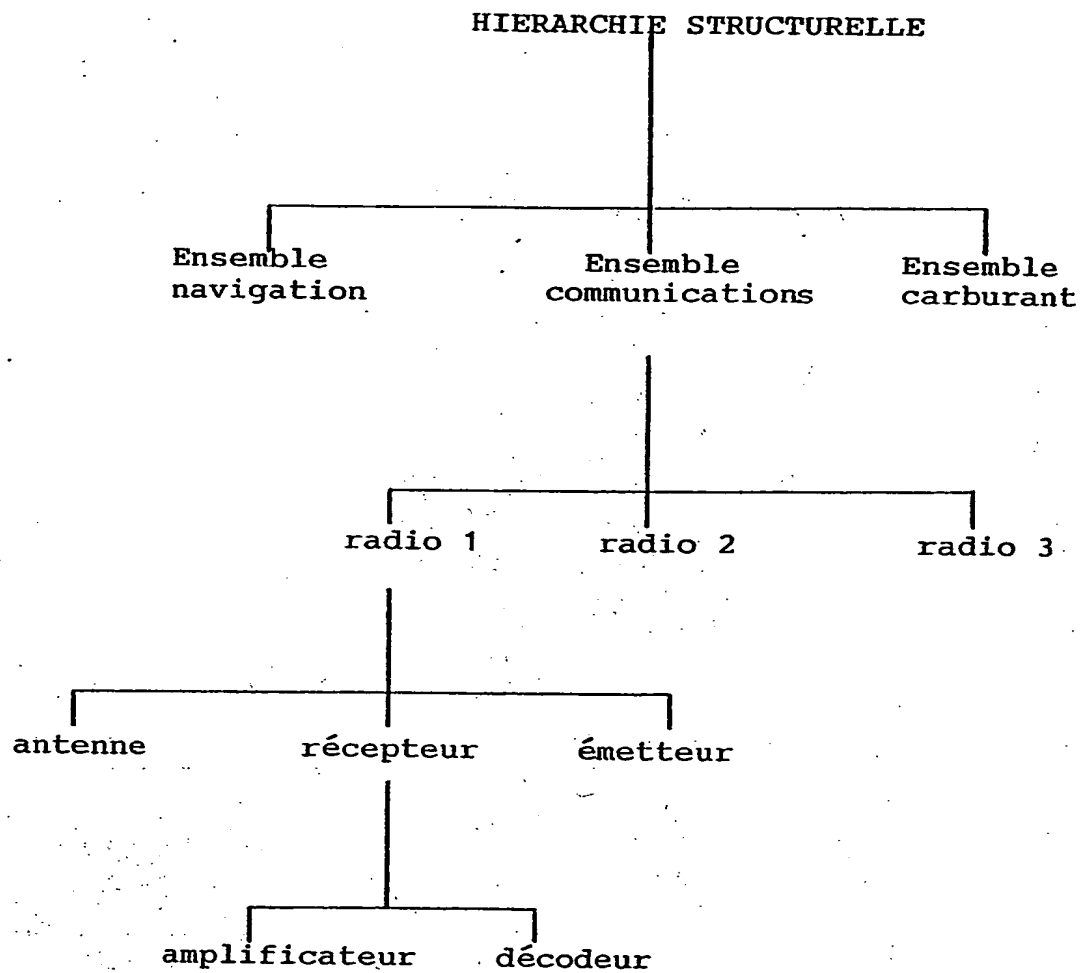 HIERARCHIE STRUCTURELLE
Ensemble
navigation
Ensemble
communications
Ensemble
carburant
radio 1
radio 2
radio 3
antenne
récepteur
émetteur
amplificateur
décodeur